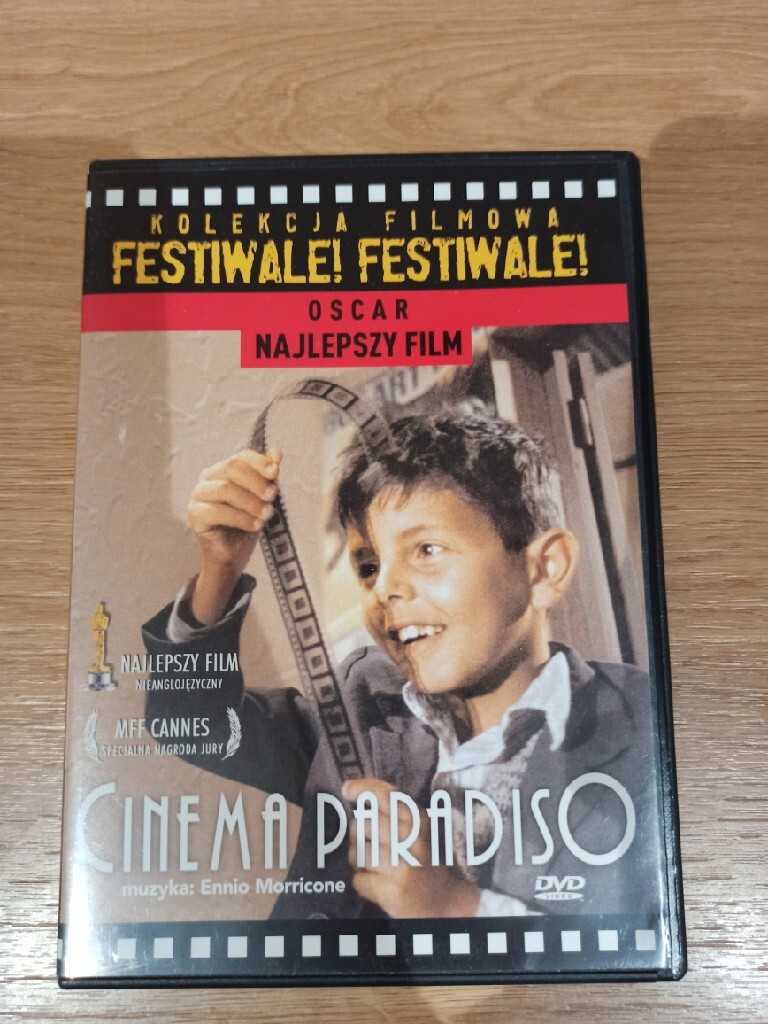 KOLEKCJA FILMOWA
FESTIWALE! FESTIWALE!
OSCAR
NAJLEPSZY FILM
NAJLEPSZY FILM
NIEANGLOJĘZYCZNY
MFF CANNES
SPECJALNA NAGRODA JURY
CINEMA PARADISO
muzyka: Ennio Morricone
DVD
VIDEO